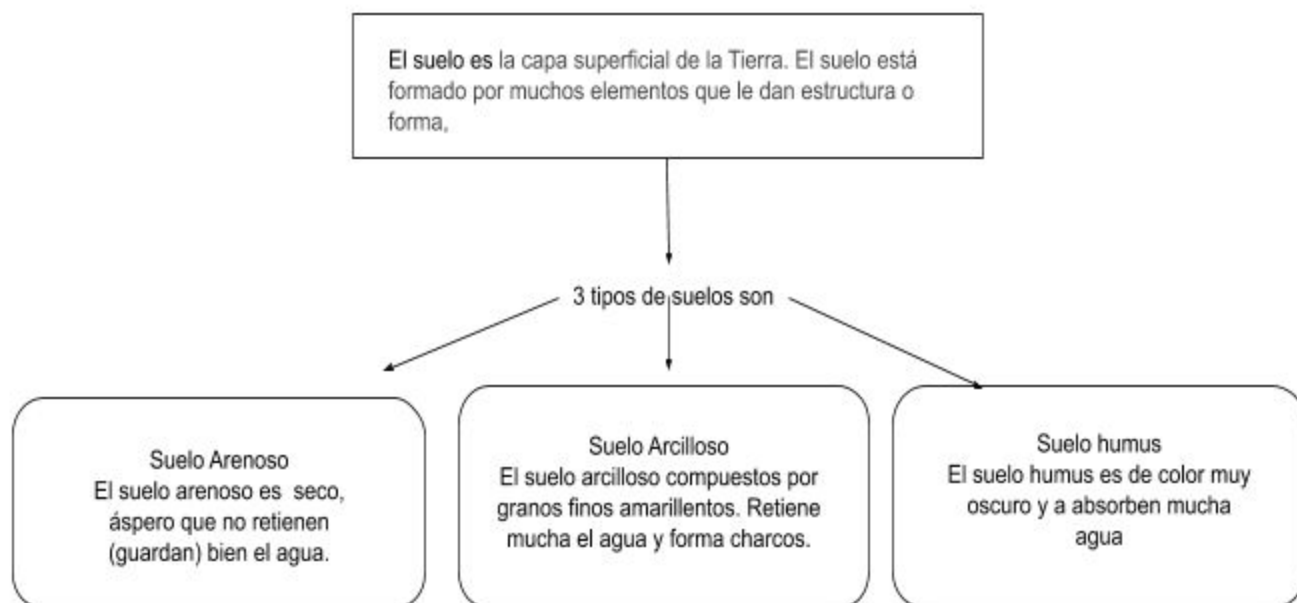 El suelo es la capa superficial de la Tierra. El suelo está
formado por muchos elementos que le dan estructura o
forma,
3 tipos de suelos son
Suelo Arenoso
El suelo arenoso es seco,
áspero que no retienen
(guardan) bien el agua.
Suelo Arcilloso
El suelo arcilloso compuestos por
granos finos amarillentos. Retiene
mucha el agua y forma charcos.
Suelo humus
El suelo humus es de color muy
oscuro y a absorben mucha
agua